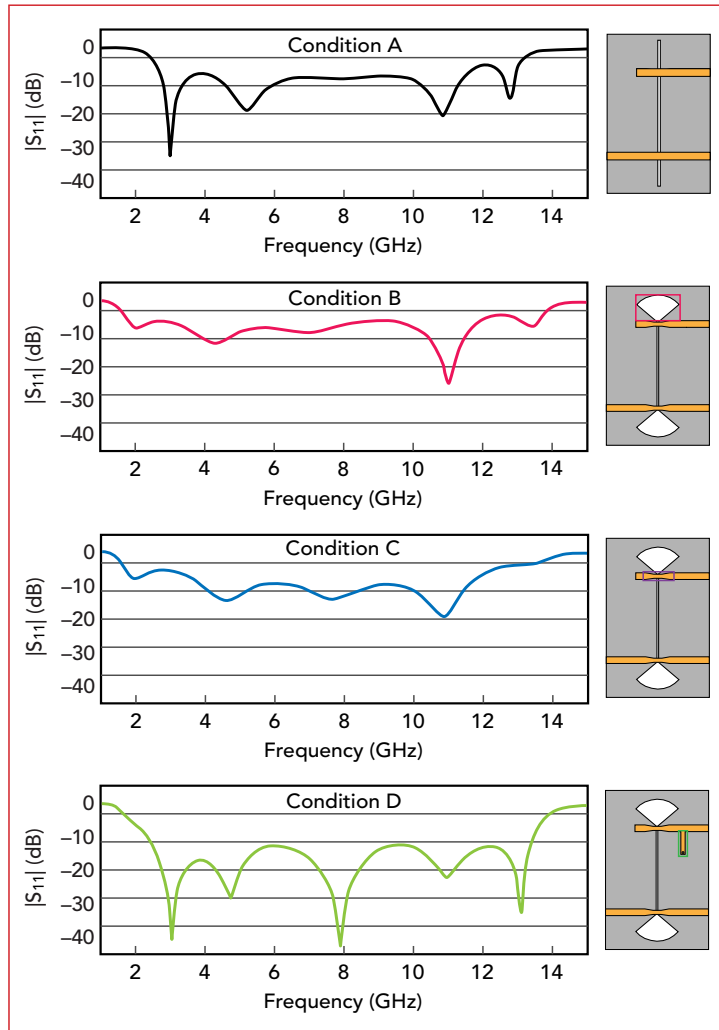 Condition A
|S11| (dB)
0
−10
−20
−30
−40
2 4 6 8 10 12 14
Frequency (GHz)
Condition B
|S11| (dB)
0
−10
−20
−30
−40
2 4 6 8 10 12 14
Frequency (GHz)
Condition C
|S11| (dB)
0
−10
−20
−30
−40
2 4 6 8 10 12 14
Frequency (GHz)
Condition D
|S11| (dB)
0
−10
−20
−30
−40
2 4 6 8 10 12 14
Frequency (GHz)